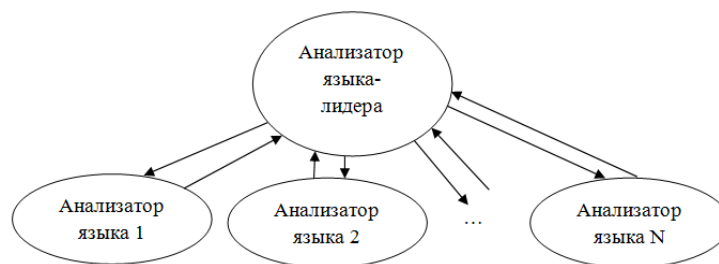 Анализатор
языка-
лидера
Анализатор
языка 1
Анализатор
языка 2
...
Анализатор
языка N